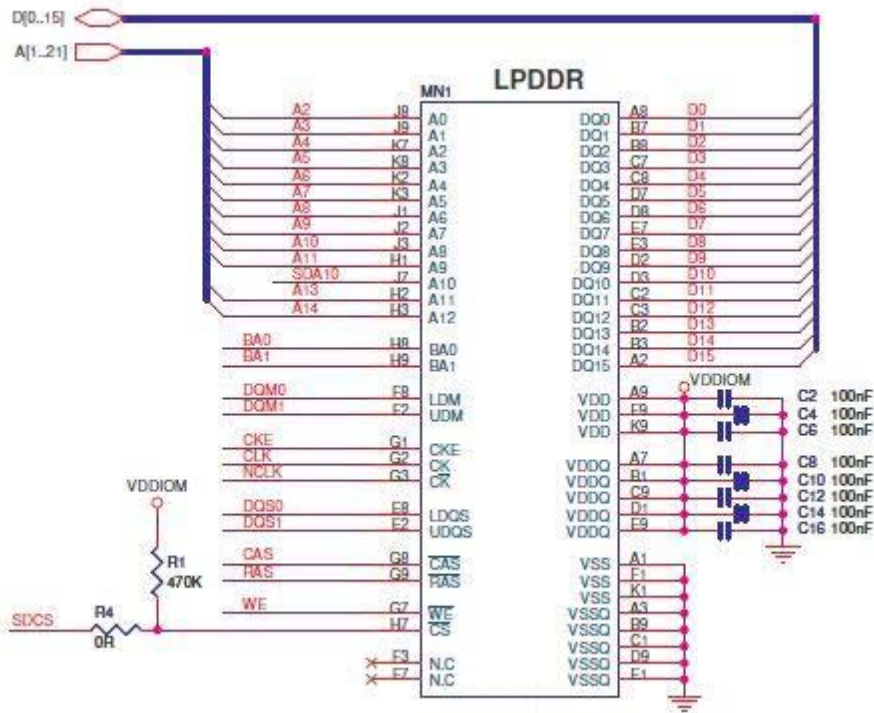 D[0..15]
A[1..21]
LPDDR
MN1
A2 J8 A0 DQ0 A8 D0
A3 J9 A1 DQ1 B7 D1
A4 K7 A2 DQ2 B8 D2
A5 K8 A3 DQ3 C7 D3
A6 K2 A4 DQ4 C8 D4
A7 K3 A5 DQ5 D7 D5
A8 J1 A6 DQ6 D8 D6
A9 J2 A7 DQ7 E7 D7
A10 J3 A8 DQ8 E3 D8
A11 H1 A9 DQ9 D2 D9
SDA10 J7 A10 DQ10 D3 D10
A13 H2 A11 DQ11 C2 D11
A14 H3 A12 DQ12 C3 D12
DQ13 B2 D13
BA0 H8 BA0 DQ14 B3 D14
BA1 H9 BA1 DQ15 A2 D15
VDDIOM
DQM0 F8 LDM VDD A9 C2 100nF
DQM1 F2 UDM VDD F9 C4 100nF
VDD K9 C6 100nF
CKE G1 CKE
CLK G2 CK VDDQ A7 C8 100nF
NCLK G3 CK VDDQ B1 C10 100nF
VDDIOM
VDDQ C9 C12 100nF
DQS0 E8 LDQS VDDQ D1 C14 100nF
DQS1 E2 UDQS VDDQ E9 C16 100nF
CAS G8 CAS VSS A1
RAS G9 RAS VSS F1
R1
470K
VSS K1
WE G7 WE VSSQ A3
SDCS R4 0R H7 CS VSSQ B9
VSSQ C1
F3 N.C VSSQ D9
F7 N.C VSSQ E1